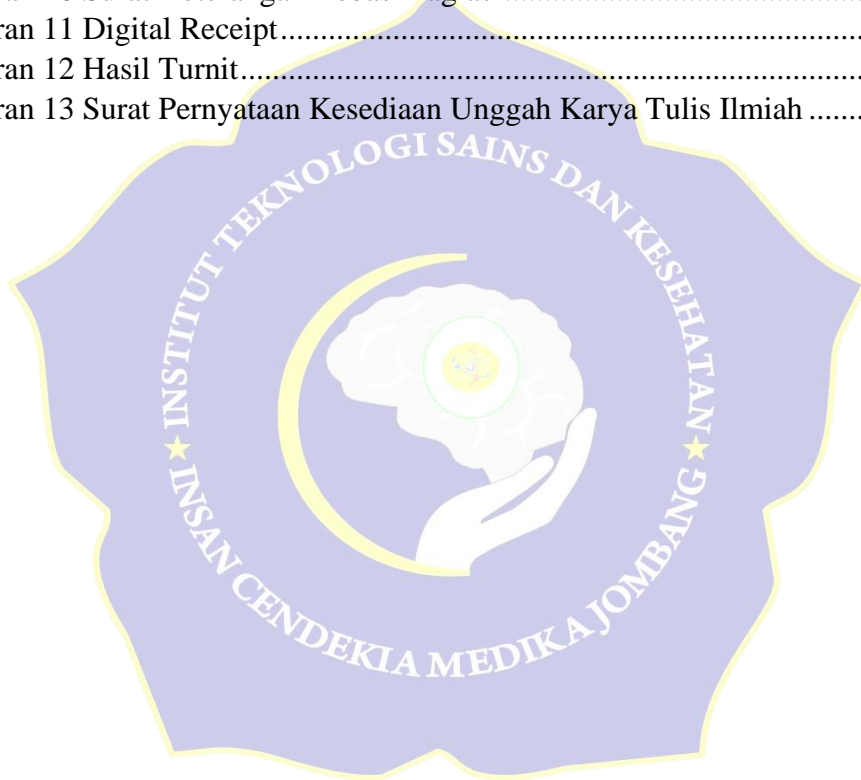 ran 11 Digital Receipt
ran 12 Hasil Turnit
ran 13 Surat Pernyataan Kesediaan Unggah Karya Tulis Ilmiah
INSTITUT TEKNOLOGI SAINS DAN KESEHATAN
INSAN CENDEKIA MEDIKA JOMBANG